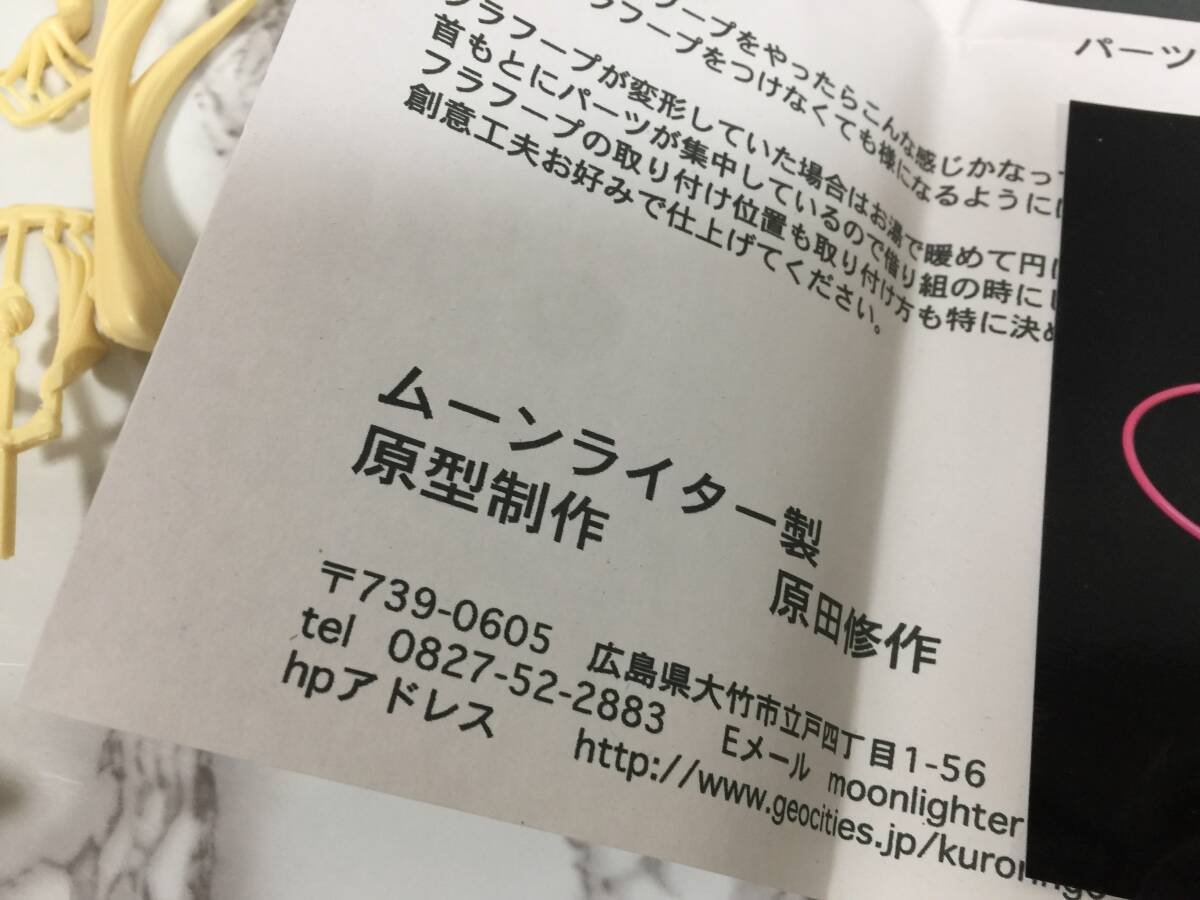 ープをやったらこんな感じかなって
フープをつけなくても様になるように
フラフープが変形していた場合はお湯で暖めて円
首もとにパーツが集中しているので借り組の時に
フラフープの取り付け位置も取り付け方も特に決め
創意工夫お好みで仕上げてください。
パーツ
ムーンライター製
原型制作
原田修作
〒739-0605 広島県大竹市立戸四丁目1-56
tel 0827-52-2883 Eメール moonlighter
hpアドレス http://www.geocities.jp/kuroringo